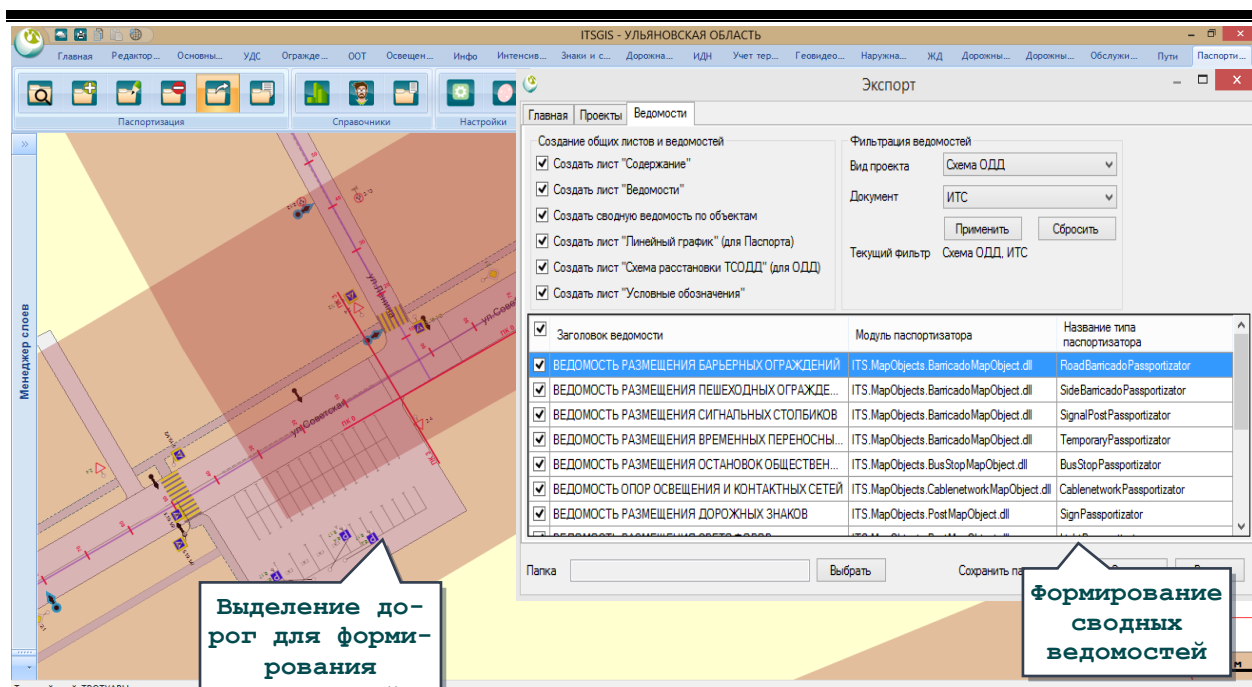 ITSGIS - УЛЬЯНОВСКАЯ ОБЛАСТЬ
Главная Редактор... Основны... УДС Огражде... ООТ Освещен... Инфо Интенсив... Знаки и с... Дорожна... ИДН Учет тер... Геовидео... Наружна... ЖД Дорожны... Дорожны... Обслужи... Пути Паспорти...
Паспортизация Справочники Настройки
Экспорт
Главная Проекты Ведомости
Создание общих листов и ведомостей
Создать лист "Содержание"
Создать лист "Ведомости"
Создать сводную ведомость по объектам
Создать лист "Линейный график" (для Паспорта)
Создать лист "Схема расстановки ТСОДД" (для ОДД)
Создать лист "Условные обозначения"
Фильтрация ведомостей
Вид проекта Схема ОДД
Документ ИТС
Применить Сбросить
Текущий фильтр Схема ОДД, ИТС
Заголовок ведомости Модуль паспортизатора Название типа паспортизатора
ВЕДОМОСТЬ РАЗМЕЩЕНИЯ БАРЬЕРНЫХ ОГРАЖДЕНИЙ ITS.MapObjects.BarricadoMapObject.dll RoadBarricadoPassportizator
ВЕДОМОСТЬ РАЗМЕЩЕНИЯ ПЕШЕХОДНЫХ ОГРАЖДЕ... ITS.MapObjects.BarricadoMapObject.dll SideBarricadoPassportizator
ВЕДОМОСТЬ РАЗМЕЩЕНИЯ СИГНАЛЬНЫХ СТОЛБИКОВ ITS.MapObjects.BarricadoMapObject.dll SignalPostPassportizator
ВЕДОМОСТЬ РАЗМЕЩЕНИЯ ВРЕМЕННЫХ ПЕРЕНОСНЫ... ITS.MapObjects.BarricadoMapObject.dll TemporaryPassportizator
ВЕДОМОСТЬ РАЗМЕЩЕНИЯ ОСТАНОВОК ОБЩЕСТВЕН... ITS.MapObjects.BusStopMapObject.dll BusStopPassportizator
ВЕДОМОСТЬ ОПОР ОСВЕЩЕНИЯ И КОНТАКТНЫХ СЕТЕЙ ITS.MapObjects.CablenetworkMapObject.dll CablenetworkPassportizator
ВЕДОМОСТЬ РАЗМЕЩЕНИЯ ДОРОЖНЫХ ЗНАКОВ ITS.MapObjects.PostMapObject.dll SignPassportizator
Папка Выбрать Сохранить
Менеджер слоев
ул.Ленина
ул.Советская
ПК 0
Выделение до-
рог для форми-
рования
Формирование
сводных
ведомостей